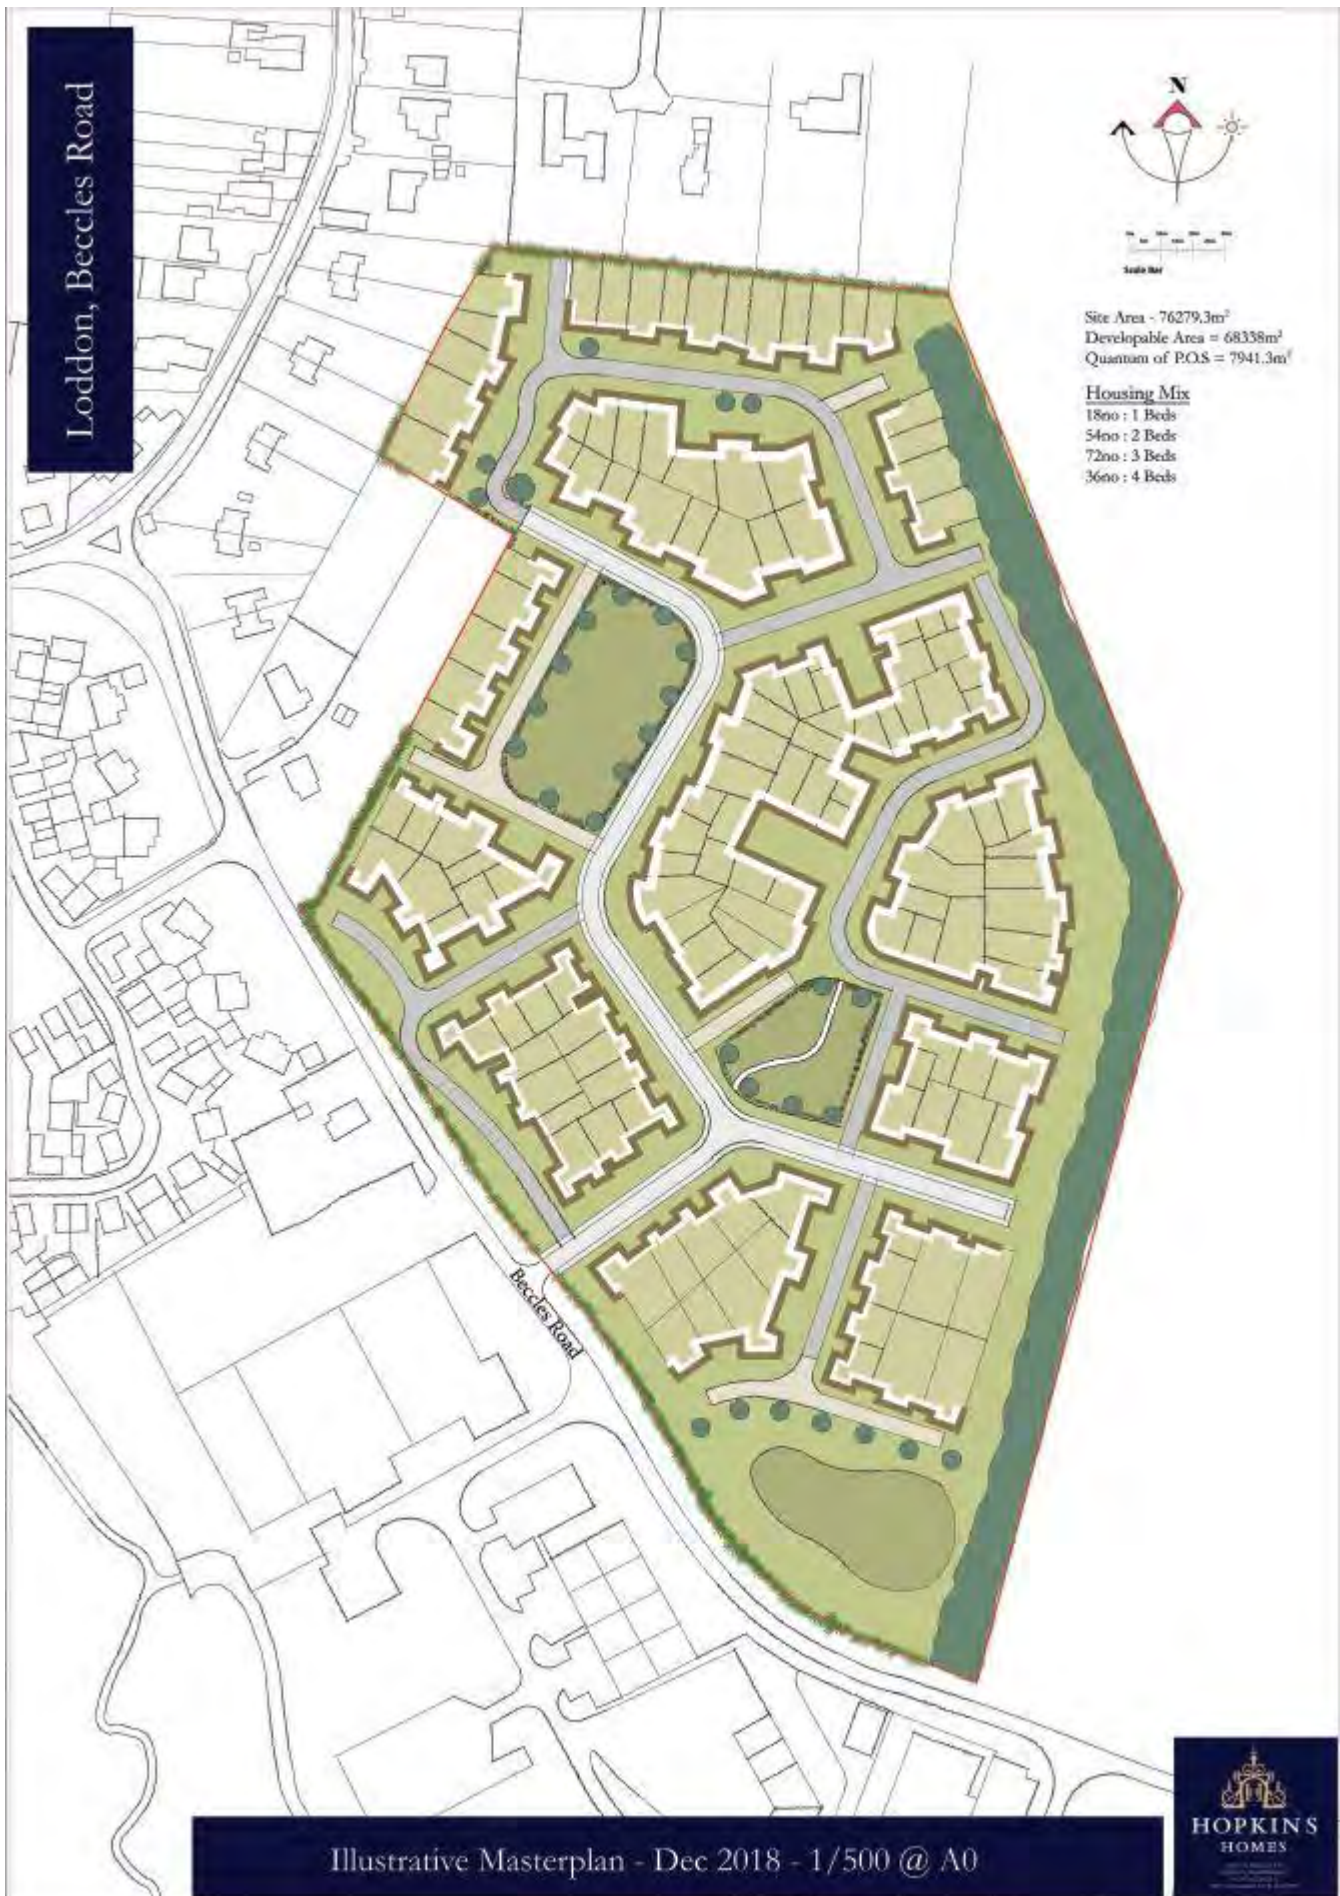 Loddon, Beccles Road
N
Scale Bar
Site Area - 76279.3m²
Developable Area = 68338m²
Quantum of P.O.S = 7941.3m²
Housing Mix
18no : 1 Beds
54no : 2 Beds
72no : 3 Beds
36no : 4 Beds
Beccles Road
Illustrative Masterplan - Dec 2018 - 1/500 @ A0
HOPKINS
HOMES